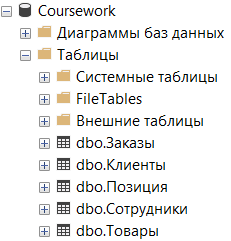 Coursework
Диаграммы баз данных
Таблицы
Системные таблицы
FileTables
Внешние таблицы
dbo.Заказы
dbo.Клиенты
dbo.Позиция
dbo.Сотрудники
dbo.Товары